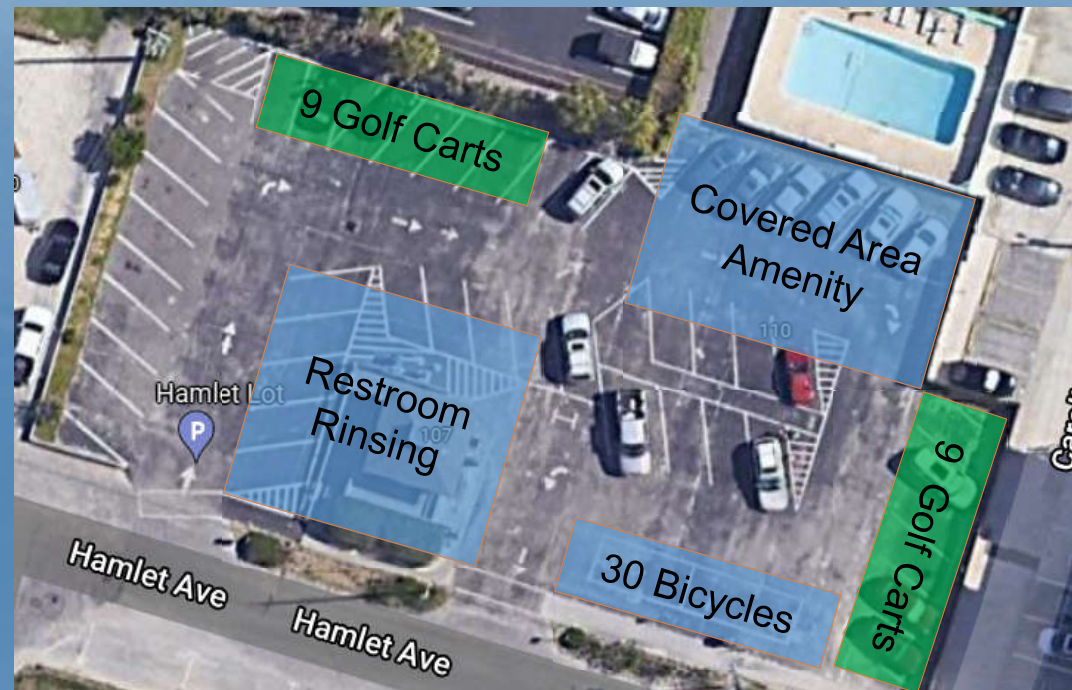 9 Golf Carts
Covered Area
Amenity
110
Restroom
Rinsing
107
Hamlet Lot
P
9 Golf Carts
30 Bicycles
Hamlet Ave
Hamlet Ave